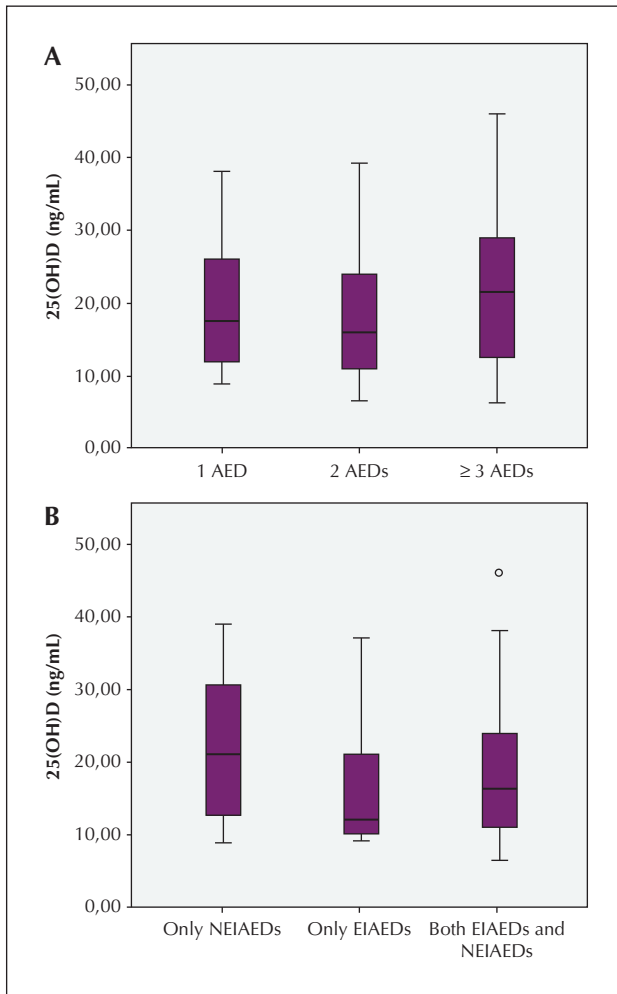 A
50,00
40,00
30,00
20,00
10,00
0,00
25(OH)D (ng/mL)
1 AED 2 AEDs ≥ 3 AEDs
B
50,00
40,00
30,00
20,00
10,00
0,00
25(OH)D (ng/mL)
Only NEIAEDs Only EIAEDs Both EIAEDs and
NEIAEDs